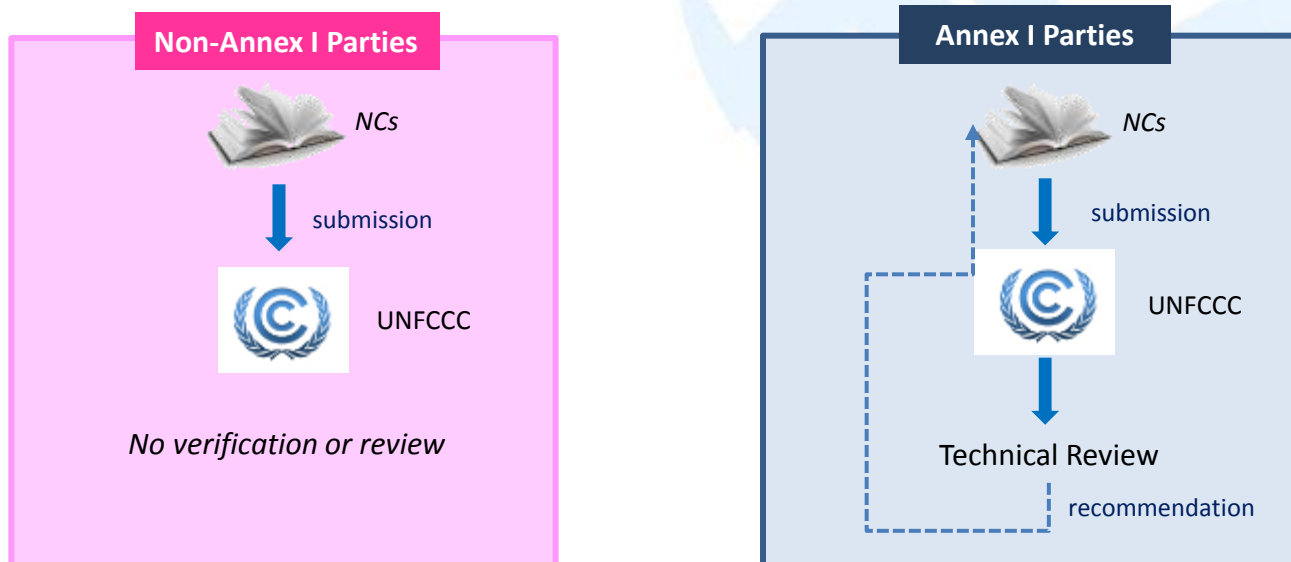 Non-Annex I Parties
NCs
submission
UNFCCC
No verification or review
Annex I Parties
NCs
submission
UNFCCC
Technical Review
recommendation